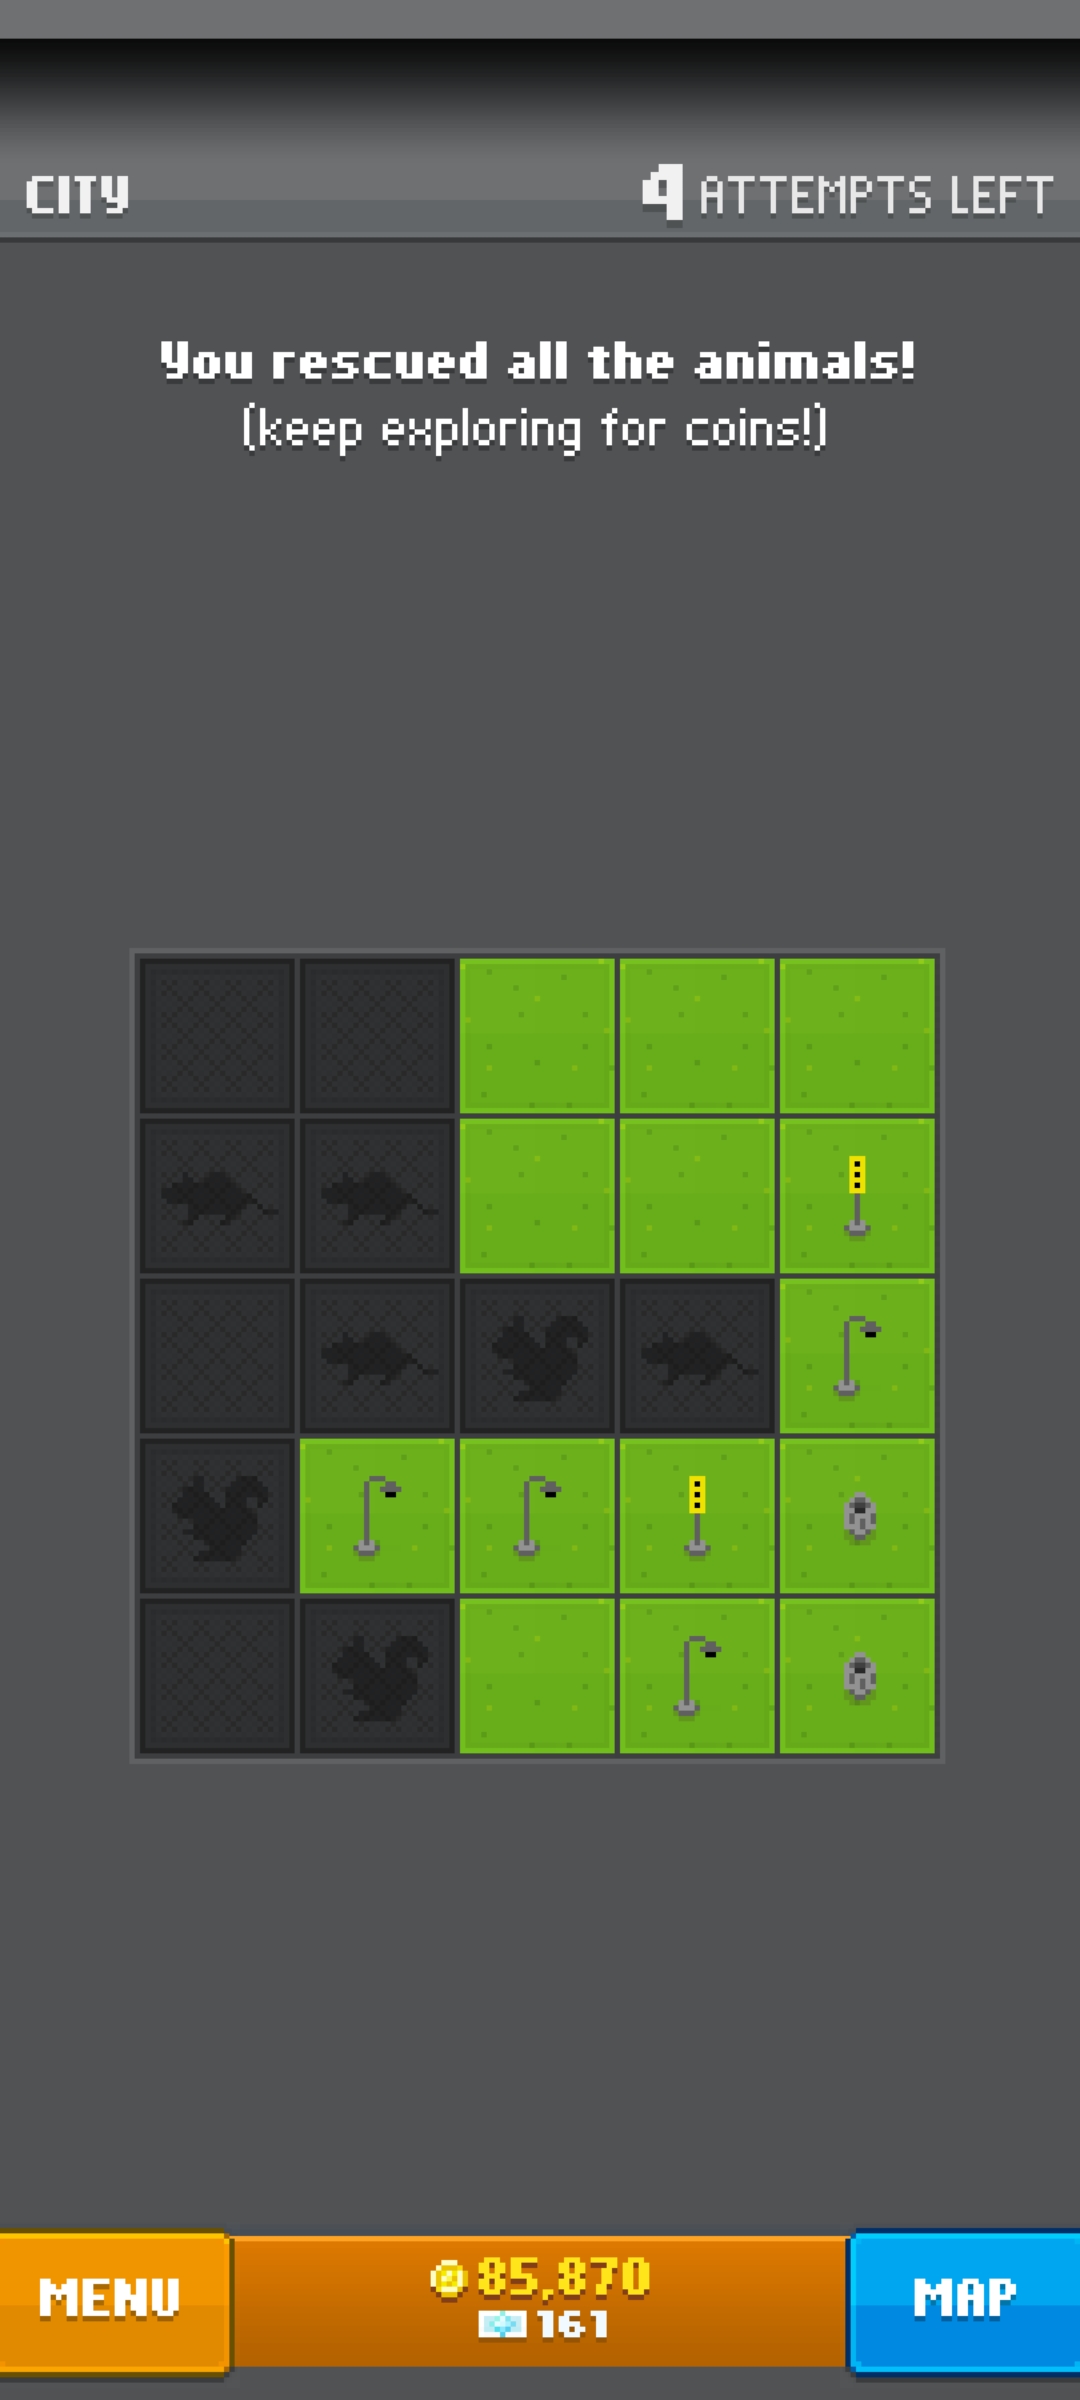 CITY
4 ATTEMPTS LEFT
You rescued all the animals!
(keep exploring for coins!)
MENU
85,870
161
MAP